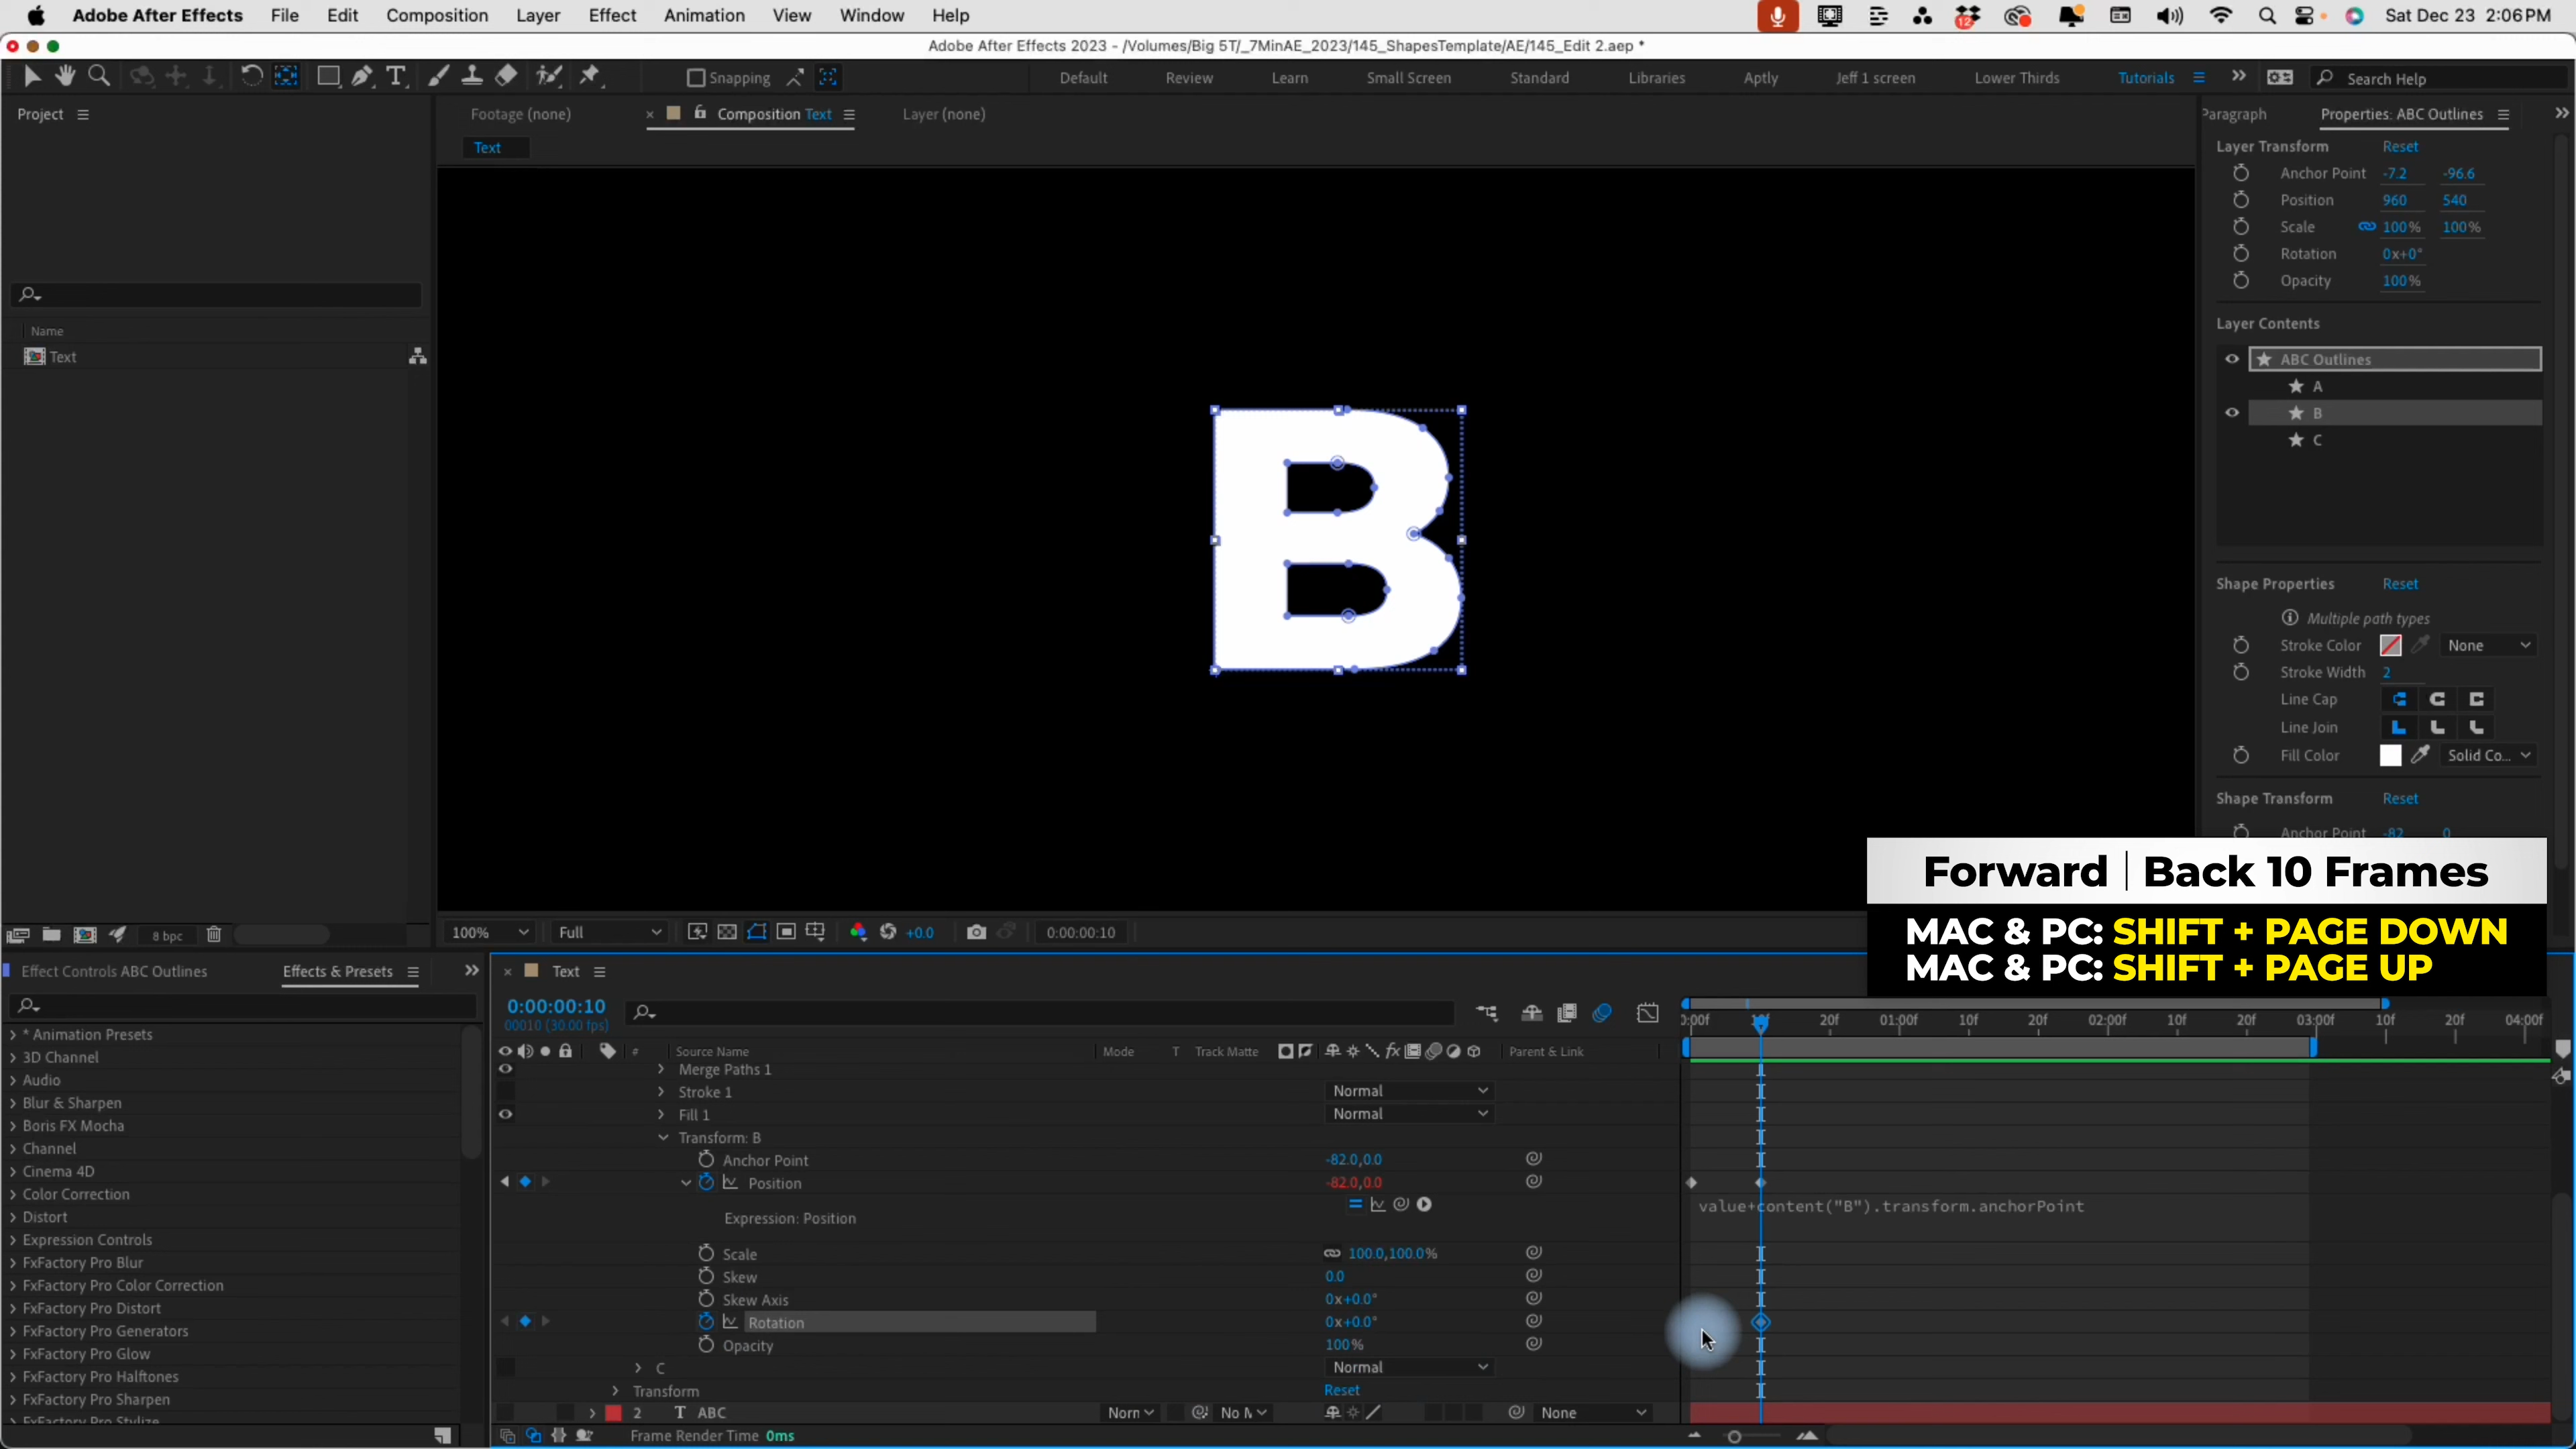 Adobe After Effects File Edit Composition Layer Effect Animation View Window Help 12 Sat Dec 23 2:06 PM
Adobe After Effects 2023 - /Volumes/Big 5T/_7MinAE_2023/145_ShapesTemplate/AE/145_Edit 2.aep *
T Snapping Default Review Learn Small Screen Standard Libraries Aptly Jeff 1 screen Lower Thirds Tutorials Search Help
Project Footage (none) × Composition Text Layer (none) Paragraph Properties: ABC Outlines
Text
Layer Transform Reset
Anchor Point -7.2 -96.6
Position 960 540
Scale 100% 100%
Rotation 0x+0°
Opacity 100%
Layer Contents
Name
Text
ABC Outlines
A
B
C
B
Shape Properties Reset
Multiple path types
Stroke Color None
Stroke Width 2
Line Cap
Line Join
Fill Color Solid Co...
Shape Transform Reset
Anchor Point -82 0
Forward | Back 10 Frames
MAC & PC: SHIFT + PAGE DOWN
MAC & PC: SHIFT + PAGE UP
8 bpc 100% Full +0.0 0:00:00:10
Effect Controls ABC Outlines Effects & Presets × Text
0:00:00:10
00010 (30.00 fps)
0:00f 20f 01:00f 10f 20f 02:00f 10f 20f 03:00f 10f 20f 04:00f
# Source Name Mode T Track Matte fx Parent & Link
* Animation Presets
3D Channel
Audio
Blur & Sharpen
Boris FX Mocha
Channel
Cinema 4D
Color Correction
Distort
Expression Controls
FxFactory Pro Blur
FxFactory Pro Color Correction
FxFactory Pro Distort
FxFactory Pro Generators
FxFactory Pro Glow
FxFactory Pro Halftones
FxFactory Pro Sharpen
FxFactory Pro Stylize
Merge Paths 1
Stroke 1 Normal
Fill 1 Normal
Transform: B
Anchor Point -82.0,0.0
Position -82.0,0.0
value+content("B").transform.anchorPoint
Expression: Position
Scale 100.0,100.0%
Skew 0.0
Skew Axis 0x+0.0°
Rotation 0x+0.0°
Opacity 100%
C Normal
Transform Reset
2 T ABC Norn No M None
Frame Render Time 0ms